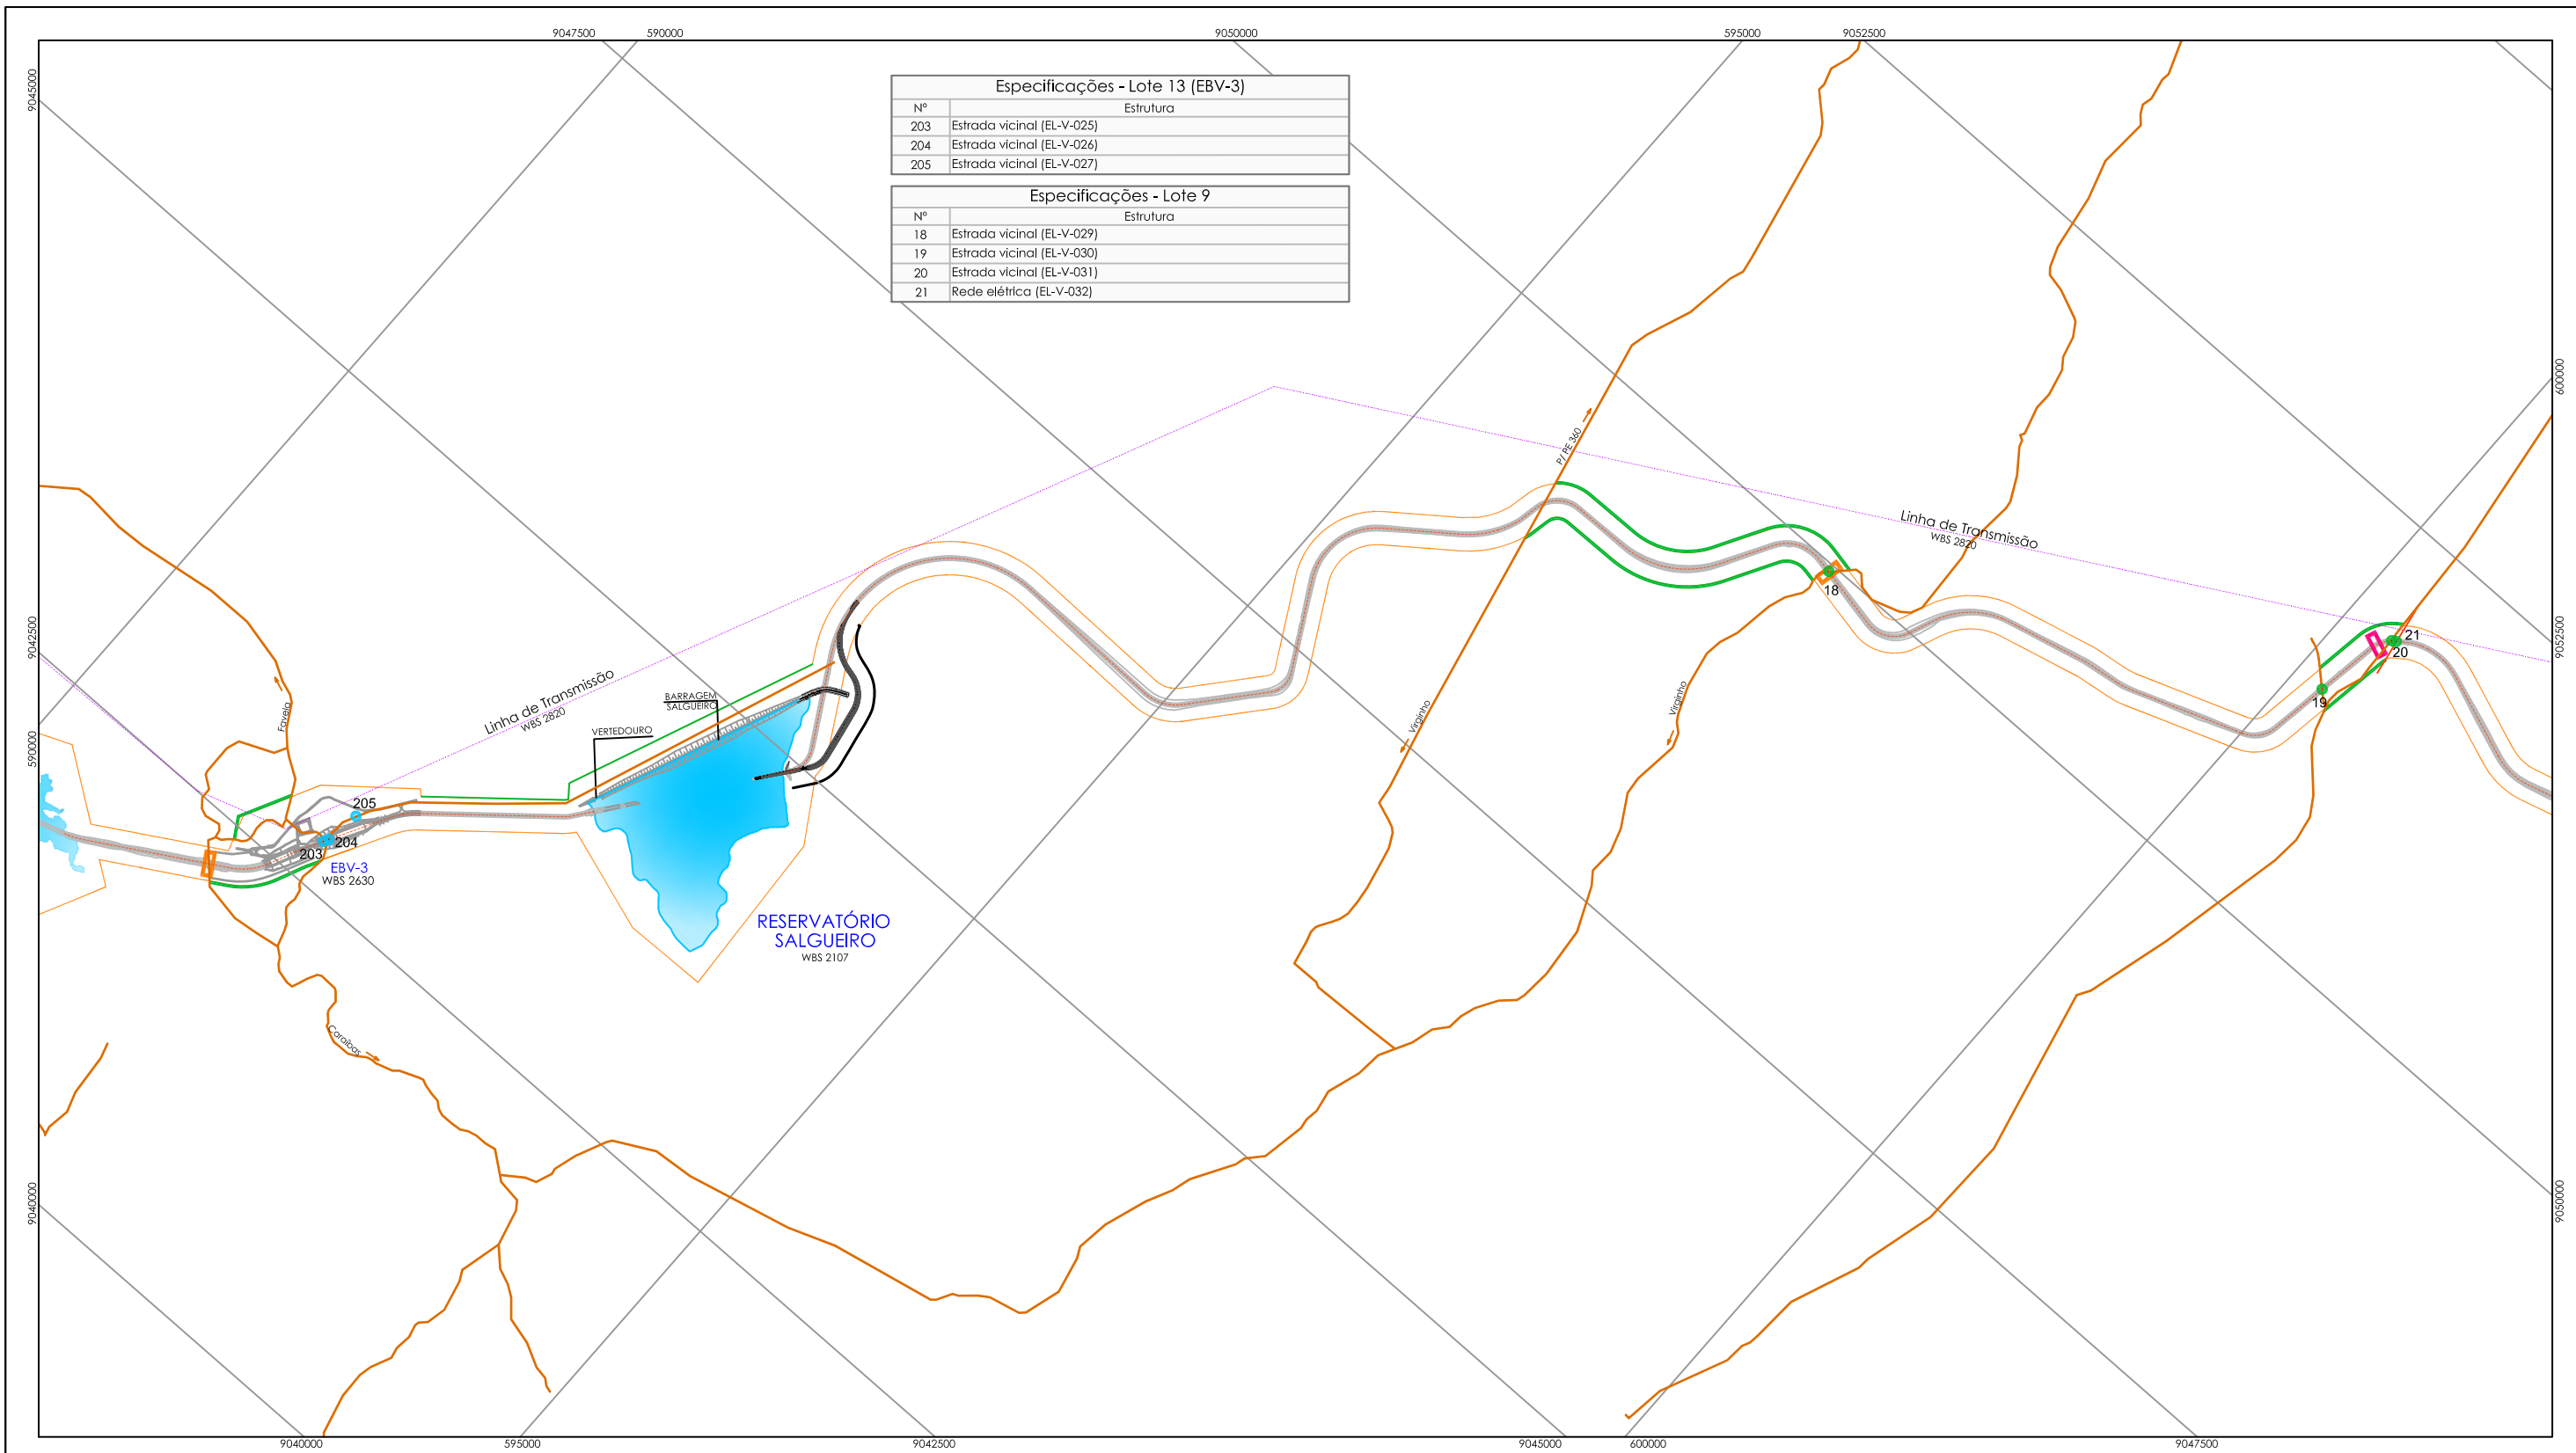 9047500 590000 9050000 595000 9052500
9045000
9042500
590000
9040000
600000
9052500
9050000
Especificações - Lote 13 (EBV-3)
Nº Estrutura
203 Estrada vicinal (EL-V-025)
204 Estrada vicinal (EL-V-026)
205 Estrada vicinal (EL-V-027)
Especificações - Lote 9
Nº Estrutura
18 Estrada vicinal (EL-V-029)
19 Estrada vicinal (EL-V-030)
20 Estrada vicinal (EL-V-031)
21 Rede elétrica (EL-V-032)
P/ PE 360
Linha de Transmissão
WBS 2820
18
21
20
19
Virginho
Virginho
Linha de Transmissão
WBS 2820
BARRAGEM
SALGUEIRO
VERTEDOURO
Favela
205
204
203
EBV-3
WBS 2630
RESERVATÓRIO
SALGUEIRO
WBS 2107
Caraíbas
9040000 595000 9042500 9045000 600000 9047500